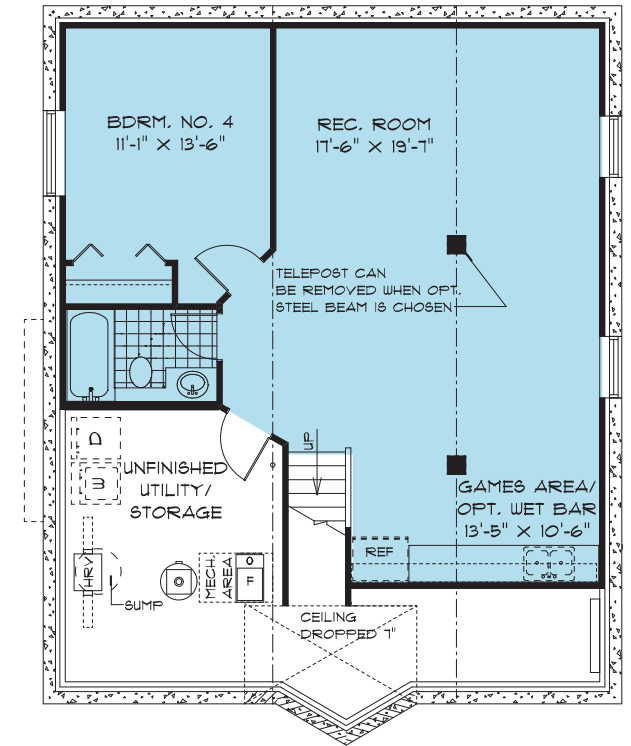 BDRM. NO. 4
11'-1" X 13'-6"
REC. ROOM
17'-6" X 19'-7"
TELEPOST CAN
BE REMOVED WHEN OPT.
STEEL BEAM IS CHOSEN
UP
D
W
UNFINISHED
UTILITY/
STORAGE
GAMES AREA/
OPT. WET BAR
13'-5" X 10'-6"
REF
HRV
MECH.
AREA
F
SUMP
CEILING
DROPPED 7"